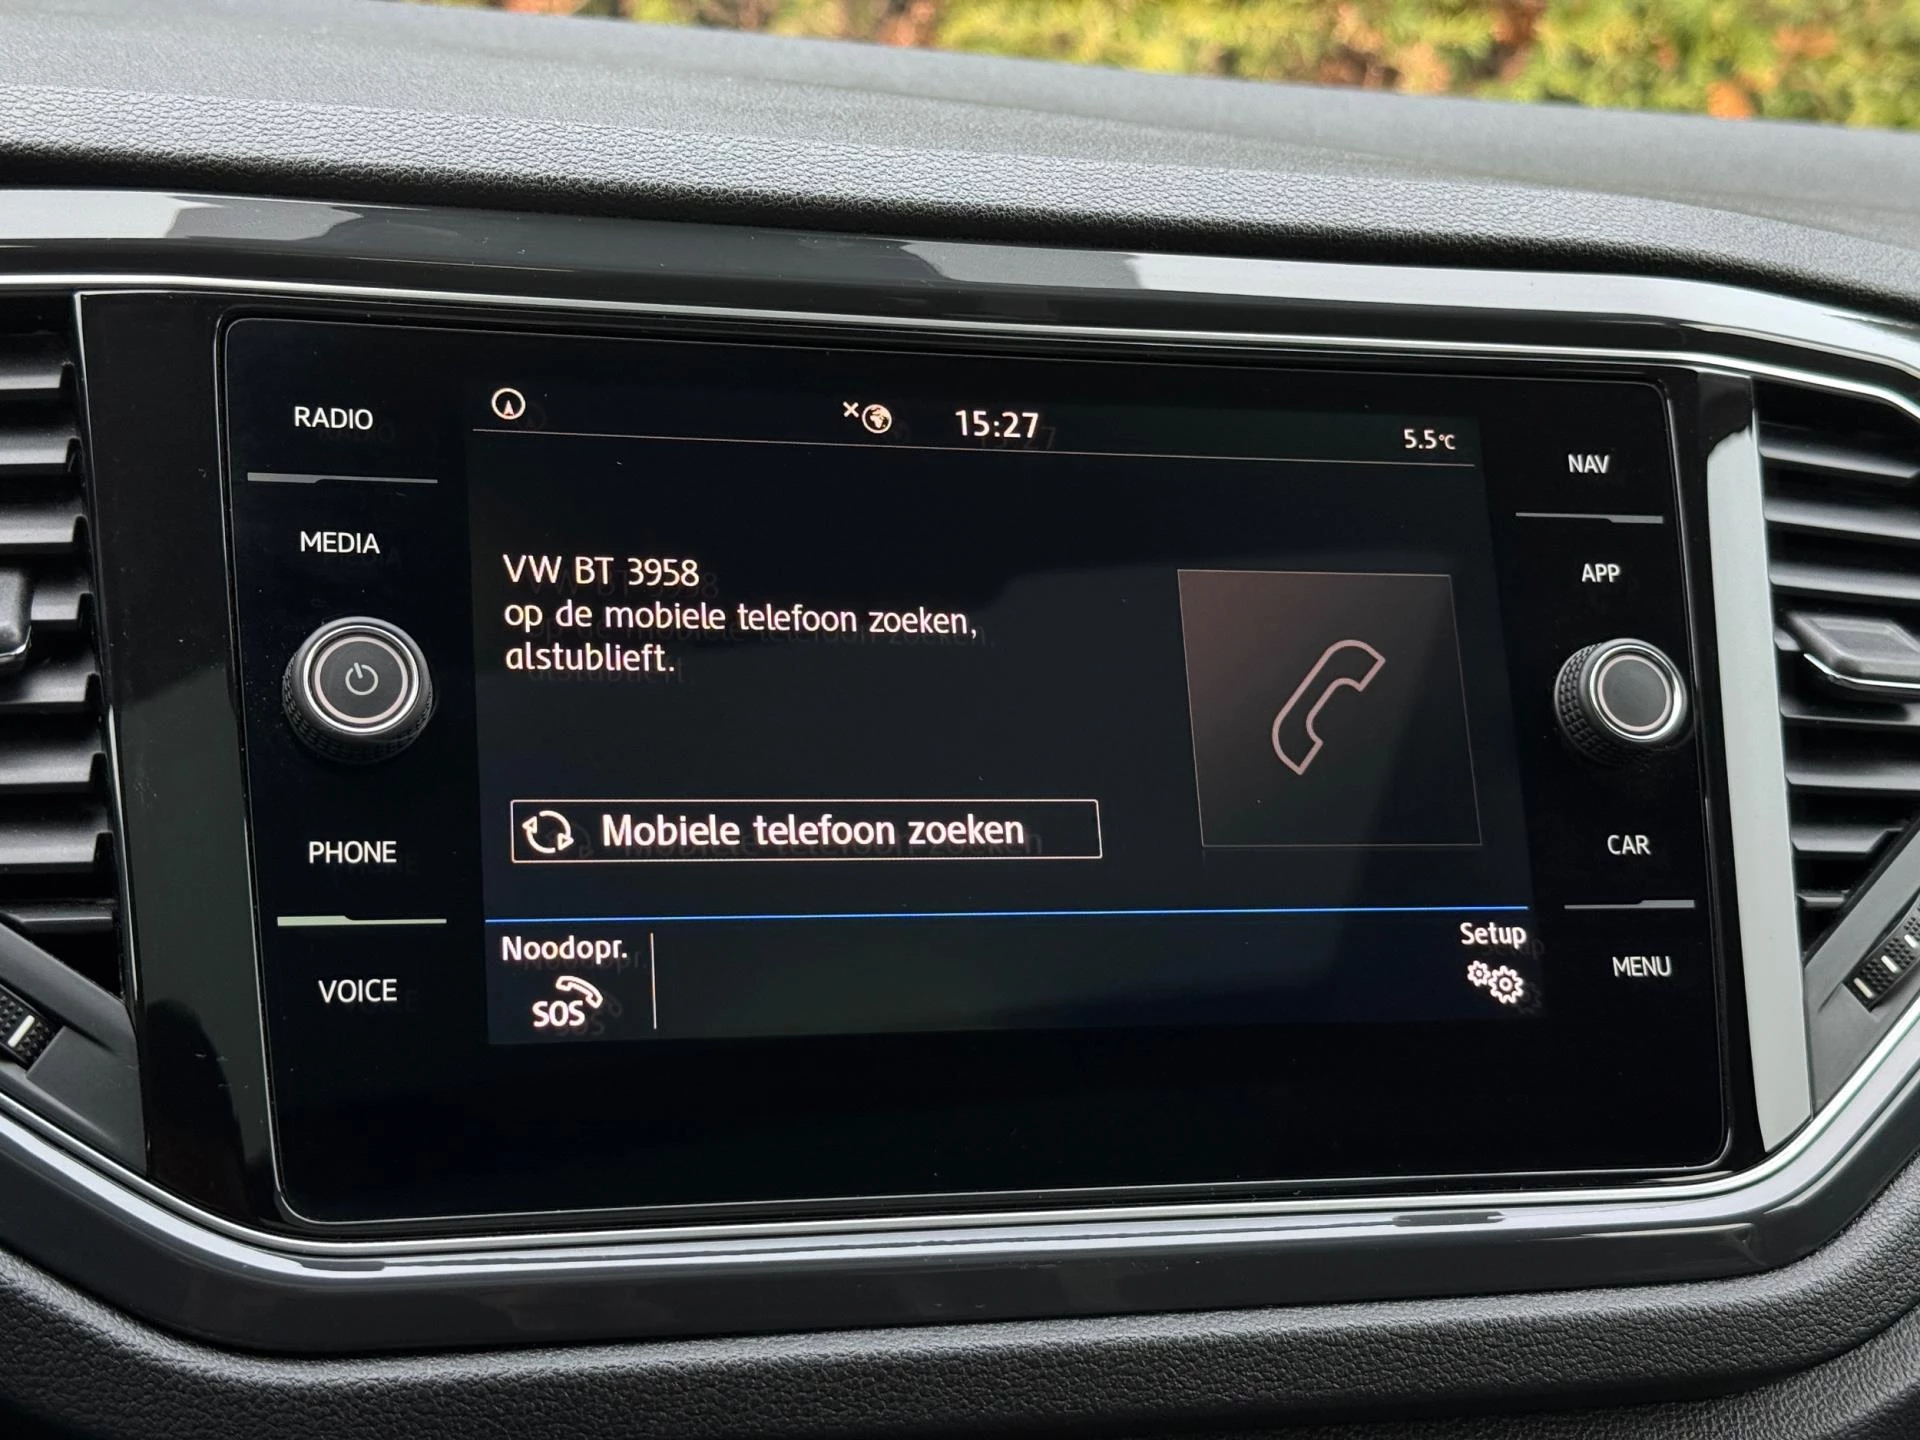 RADIO
MEDIA
PHONE
VOICE
15:27
5.5°C
VW BT 3958
op de mobiele telefoon zoeken,
alstublieft.
Mobiele telefoon zoeken
Noodopr.
SOS
Setup
NAV
APP
CAR
MENU